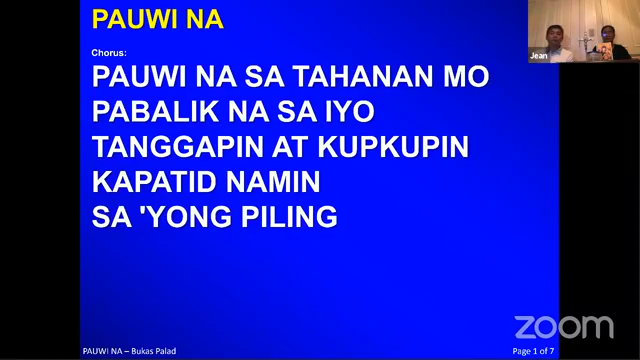 PAUWI NA
Chorus:
PAUWI NA SA TAHANAN MO
PABALIK NA SA IYO
TANGGAPIN AT KUPKUPIN
KAPATID NAMIN
SA 'YONG PILING
Jean
zoom
PAUWI NA – Bukas Palad
Page 1 of 7